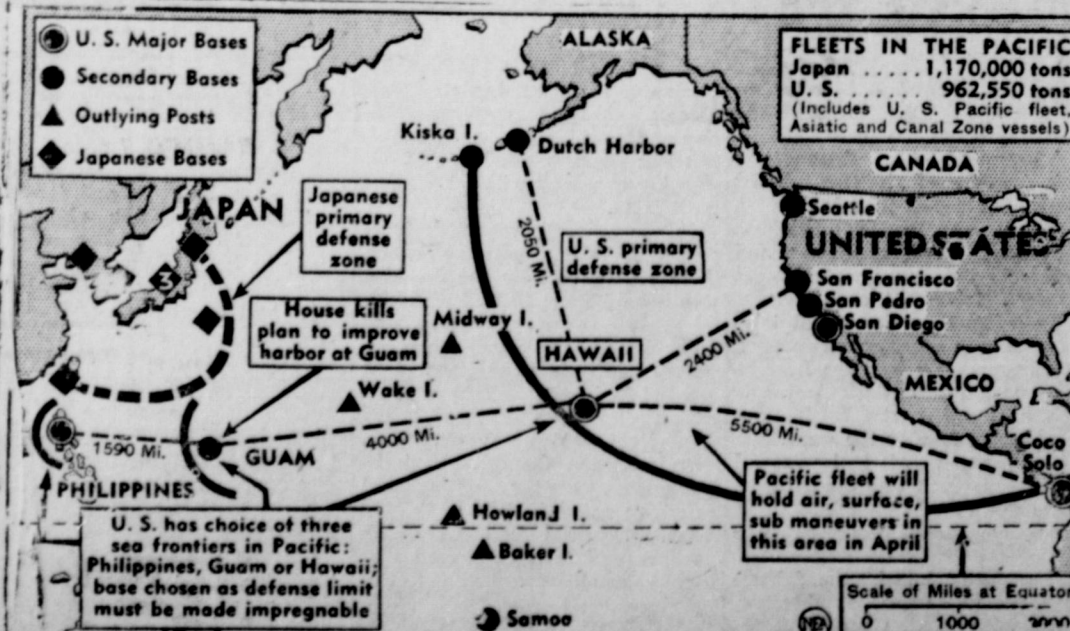 U. S. Major Bases
Secondary Bases
Outlying Posts
Japanese Bases
ALASKA
FLEETS IN THE PACIFIC
Japan ..... 1,170,000 tons
U. S. ....... 962,550 tons
(Includes U. S. Pacific fleet,
Asiatic and Canal Zone vessels)
Kiska I.
Dutch Harbor
CANADA
JAPAN
Japanese
primary
defense
zone
2050 Mi.
U. S. primary
defense zone
Seattle
UNITED STATES
3
San Francisco
San Pedro
San Diego
House kills
plan to improve
harbor at Guam
Midway I.
HAWAII
2400 Mi.
MEXICO
Wake I.
1590 Mi.
GUAM
4000 Mi.
5500 Mi.
Coco
Solo
PHILIPPINES
U. S. has choice of three
sea frontiers in Pacific:
Philippines, Guam or Hawaii;
base chosen as defense limit
must be made impregnable
Howland I.
Baker I.
Pacific fleet will
hold air, surface,
sub maneuvers in
this area in April
Samoa
Scale of Miles at Equator
0 1000 2000